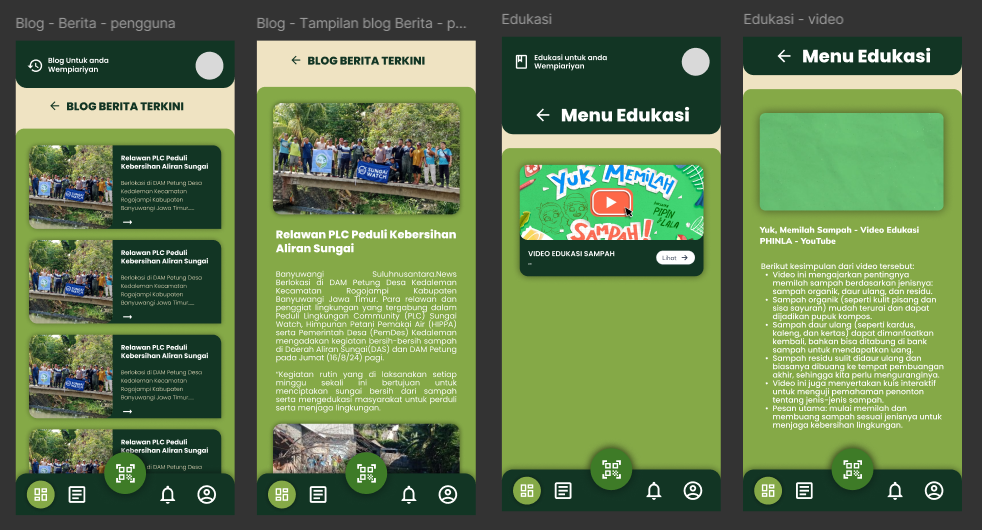 Blog - Berita - pengguna
Blog Untuk anda
Wempiariyan
BLOG BERITA TERKINI
Relawan PLC Peduli
Kebersihan Aliran Sungai
Berlokasi di DAM Petung Desa
Kedaleman Kecamatan
Rogojampi Kabupaten
Banyuwangi Jawa Timur.....
Relawan PLC Peduli
Kebersihan Aliran Sungai
Berlokasi di DAM Petung Desa
Kedaleman Kecamatan
Rogojampi Kabupaten
Banyuwangi Jawa Timur.....
Relawan PLC Peduli
Kebersihan Aliran Sungai
Berlokasi di DAM Petung Desa
Kedaleman Kecamatan
Rogojampi Kabupaten
Banyuwangi Jawa Timur.....
Relawan PLC Peduli
Kebersihan Aliran Sungai
di DAM Petung Desa
Blog - Tampilan blog Berita - p...
BLOG BERITA TERKINI
SUNGAI
WATCH
Relawan PLC Peduli Kebersihan
Aliran Sungai
Banyuwangi Suluhnusantara.News
Berlokasi di DAM Petung Desa Kedaleman
Kecamatan Rogojampi Kabupaten
Banyuwangi Jawa Timur. Para relawan dan
penggiat lingkungan yang tergabung dalam
Peduli Lingkungan Community (PLC) Sungai
Watch, Himpunan Petani Pemakai Air (HIPPA)
serta Pemerintah Desa (PemDes) Kedaleman
mengadakan kegiatan bersih-bersih sampah
di Daerah Aliran Sungai(DAS) dan DAM Petung
pada Jumat (16/8/24) pagi.
"Kegiatan rutin yang di laksanakan setiap
minggu sekali ini bertujuan untuk
menciptakan sungai bersih dari sampah
serta mengedukasi masyarakat untuk perduli
serta menjaga lingkungan.
Edukasi
Edukasi untuk anda
Wempiariyan
Menu Edukasi
YUK MEMILAH
SAMPAH!
PIPIN
& LALA
VIDEO EDUKASI SAMPAH
–
Lihat
Edukasi - video
Menu Edukasi
Yuk, Memilah Sampah - Video Edukasi
PHINLA - YouTube
Berikut kesimpulan dari video tersebut:
• Video ini mengajarkan pentingnya
memilah sampah berdasarkan jenisnya:
sampah organik, daur ulang, dan residu.
• Sampah organik (seperti kulit pisang dan
sisa sayuran) mudah terurai dan dapat
dijadikan pupuk kompos.
• Sampah daur ulang (seperti kardus,
kaleng, dan kertas) dapat dimanfaatkan
kembali, bahkan bisa ditabung di bank
sampah untuk mendapatkan uang.
• Sampah residu sulit didaur ulang dan
biasanya dibuang ke tempat pembuangan
akhir, sehingga kita perlu menguranginya.
• Video ini juga menyertakan kuis interaktif
untuk menguji pemahaman penonton
tentang jenis-jenis sampah.
• Pesan utama: mulai memilah dan
membuang sampah sesuai jenisnya untuk
menjaga kebersihan lingkungan.